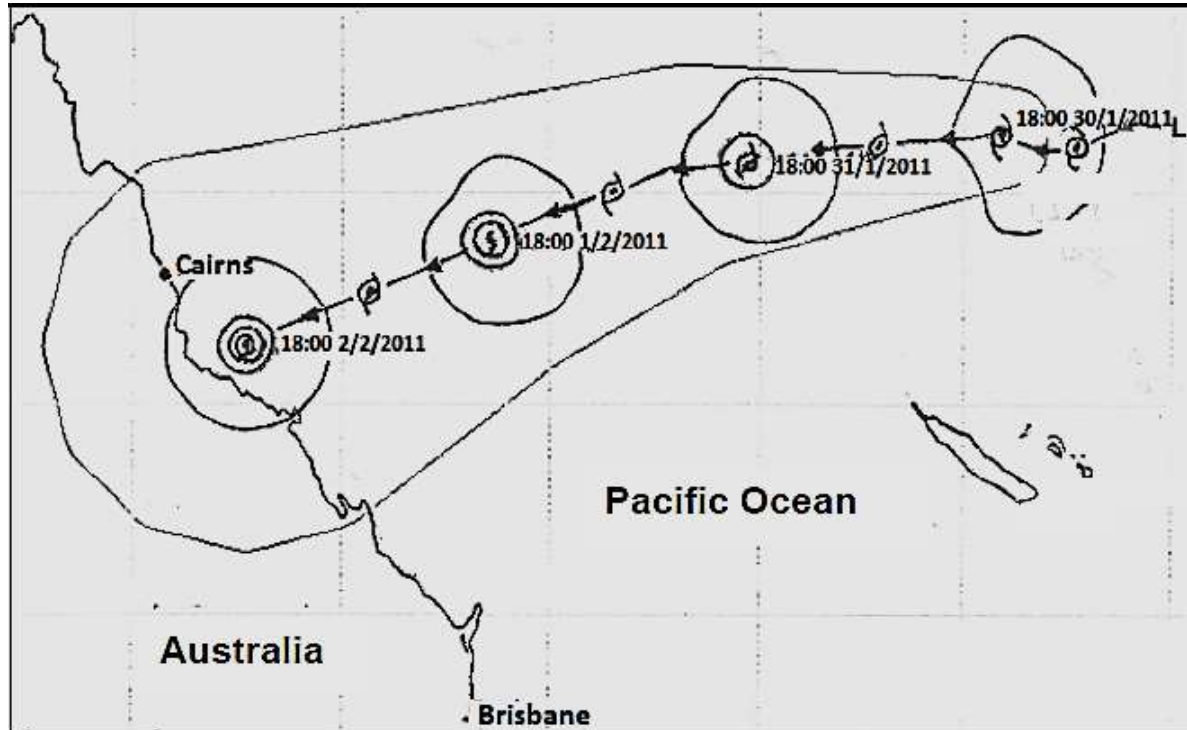 18:00 30/1/2011
L
18:00 31/1/2011
18:00 1/2/2011
Cairns
18:00 2/2/2011
Pacific Ocean
Australia
Brisbane